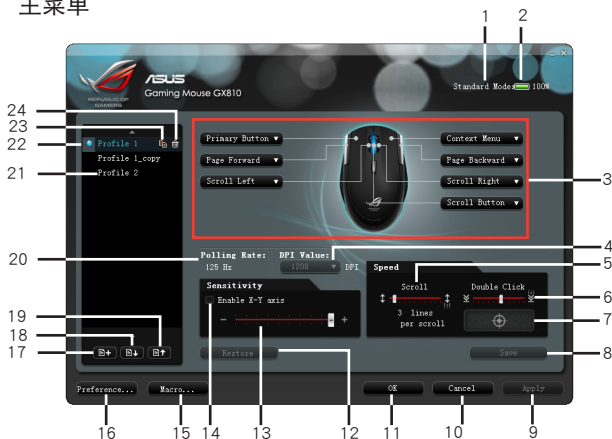 主菜单
1 2
REPUBLIC OF
GAMERS
ASUS
Gaming Mouse GX810
Standard Mode: 100%
24
23
22
21
Profile 1
Profile 1_copy
Profile 2
Primary Button
Page Forward
Scroll Left
Context Menu
Page Backward
Scroll Right
Scroll Button
3
20
Polling Rate:
125 Hz
DPI Value:
1200 DPI
4
Speed
5
Scroll
3 lines
per scroll
Double Click
6
7
Sensitivity
Enable X-Y axis
- +
19
18
17
Restore
Save
8
Preference...
Macro...
OK
Cancel
Apply
16 15 14 13 12 11 10 9